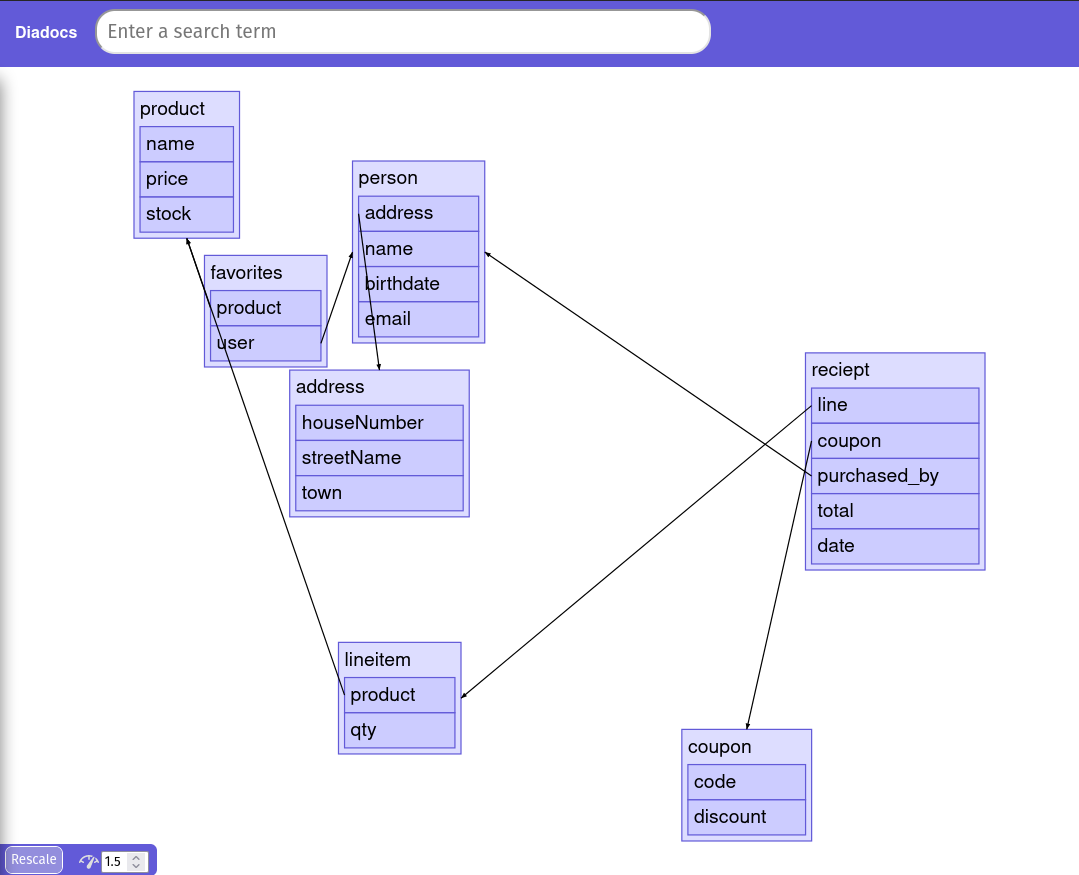 Diadocs
Enter a search term
product
name
price
stock
person
address
name
birthdate
email
favorites
product
user
address
houseNumber
streetName
town
reciept
line
coupon
purchased_by
total
date
lineitem
product
qty
coupon
code
discount
Rescale
1.5